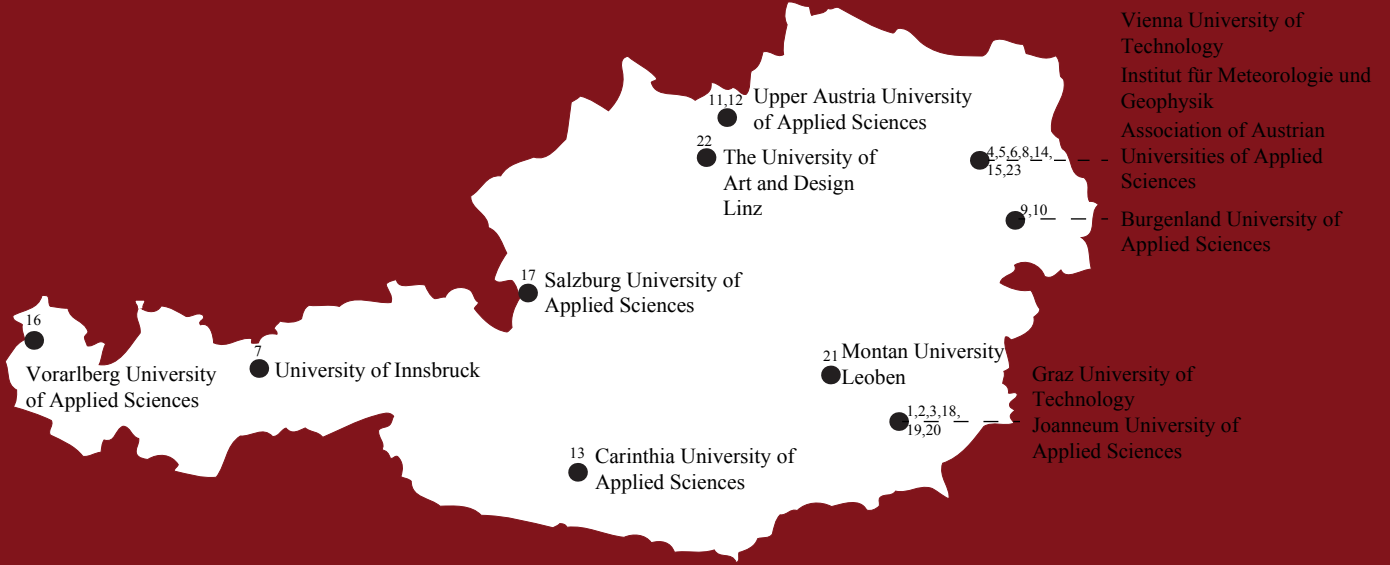 Vienna University of
Technology
Institut für Meteorologie und
Geophysik
Association of Austrian
Universities of Applied
Sciences
4,5,6,8,14,
15,23
11,12
Upper Austria University
of Applied Sciences
22
The University of
Art and Design
Linz
9,10
Burgenland University of
Applied Sciences
17
Salzburg University of
Applied Sciences
16
Vorarlberg University
of Applied Sciences
7
University of Innsbruck
21
Montan University
Leoben
1,2,3,18,
19,20
Graz University of
Technology
Joanneum University of
Applied Sciences
13
Carinthia University of
Applied Sciences